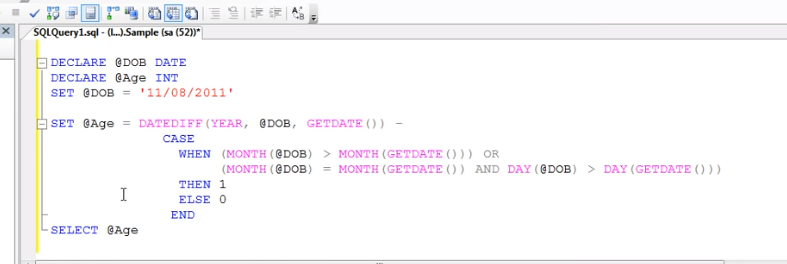 SQLQuery1.sql - (l...).Sample (sa (52))*
DECLARE @DOB DATE
DECLARE @Age INT
SET @DOB = '11/08/2011'
SET @Age = DATEDIFF(YEAR, @DOB, GETDATE()) -
CASE
WHEN (MONTH(@DOB) > MONTH(GETDATE())) OR
(MONTH(@DOB) = MONTH(GETDATE()) AND DAY(@DOB) > DAY(GETDATE()))
THEN 1
ELSE 0
END
SELECT @Age